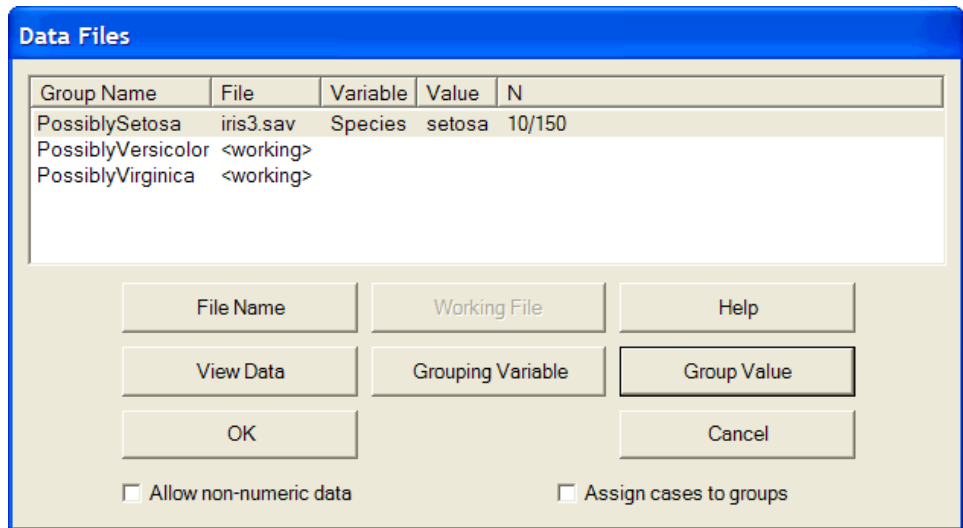 Data Files
Group Name File Variable Value N
PossiblySetosa iris3.sav Species setosa 10/150
PossiblyVersicolor <working>
PossiblyVirginica <working>
File Name Working File Help
View Data Grouping Variable Group Value
OK Cancel
Allow non-numeric data Assign cases to groups